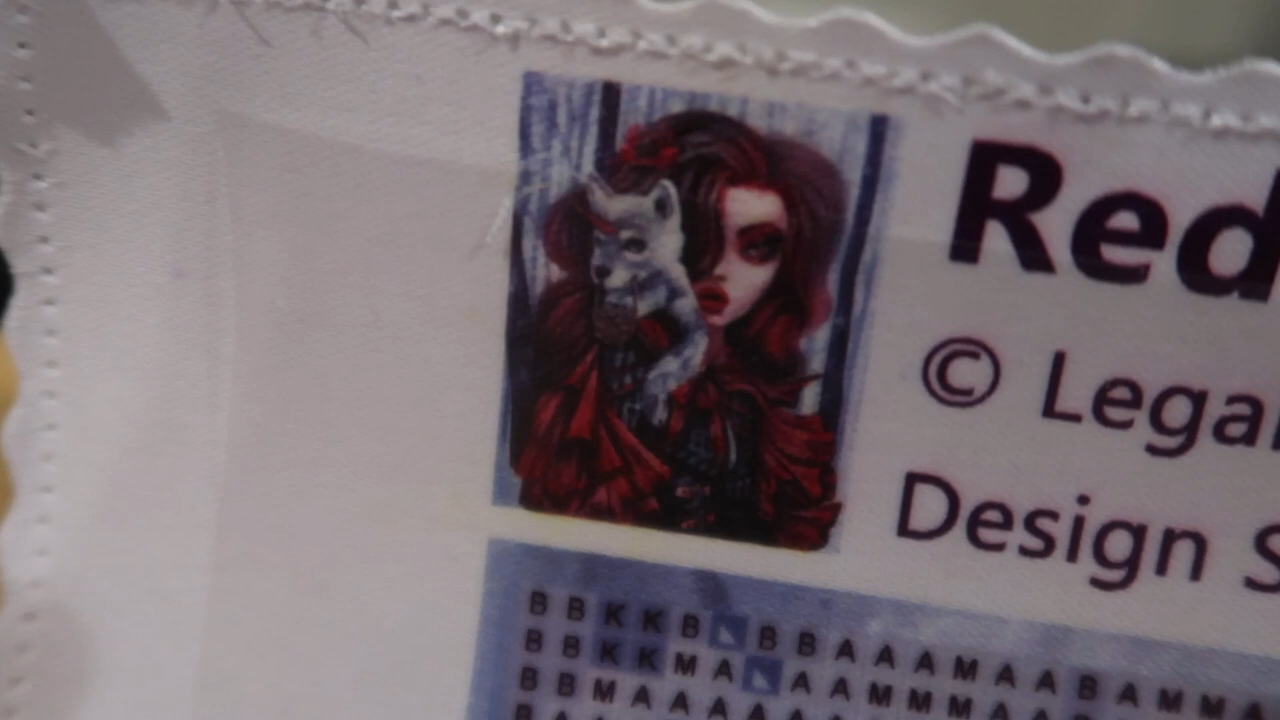 Red
© Lega
Design S
B B K K B ◣ B B A A A M A A B A M M A
B B K K M A ◣ A A M M M A A
B B M A A A A A A